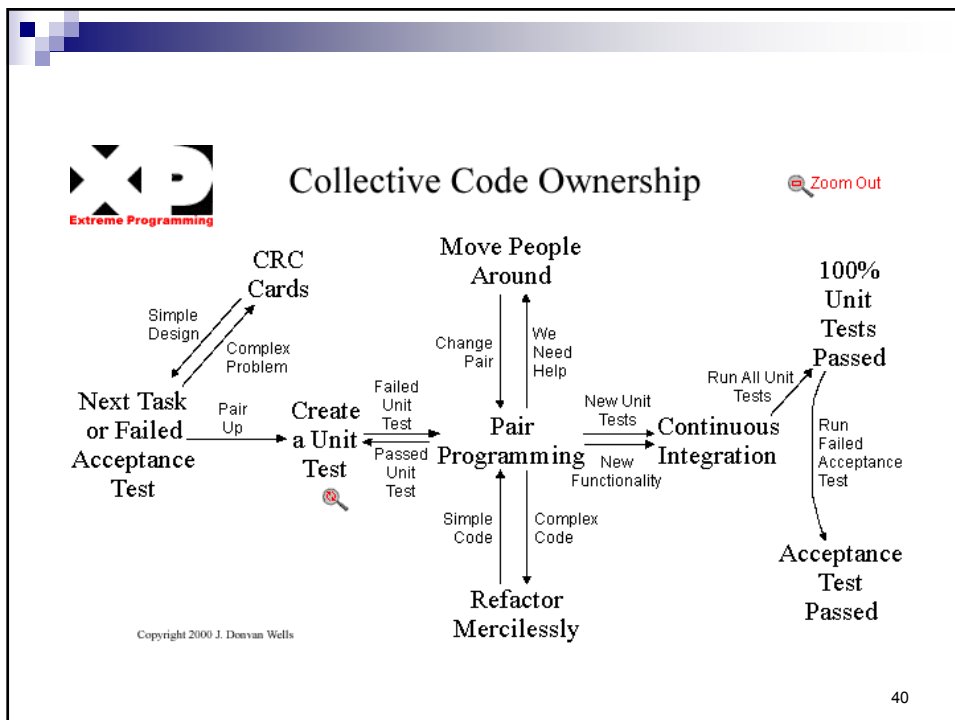 XP
Extreme Programming
Collective Code Ownership
Zoom Out
CRC
Cards
Simple
Design
Complex
Problem
Next Task
or Failed
Acceptance
Test
Pair
Up
Create
a Unit
Test
Failed
Unit
Test
Passed
Unit
Test
Move People
Around
Change
Pair
We
Need
Help
Pair
Programming
Simple
Code
Complex
Code
Refactor
Mercilessly
New Unit
Tests
New
Functionality
Continuous
Integration
Run All Unit
Tests
100%
Unit
Tests
Passed
Run
Failed
Acceptance
Test
Acceptance
Test
Passed
Copyright 2000 J. Donvan Wells
40